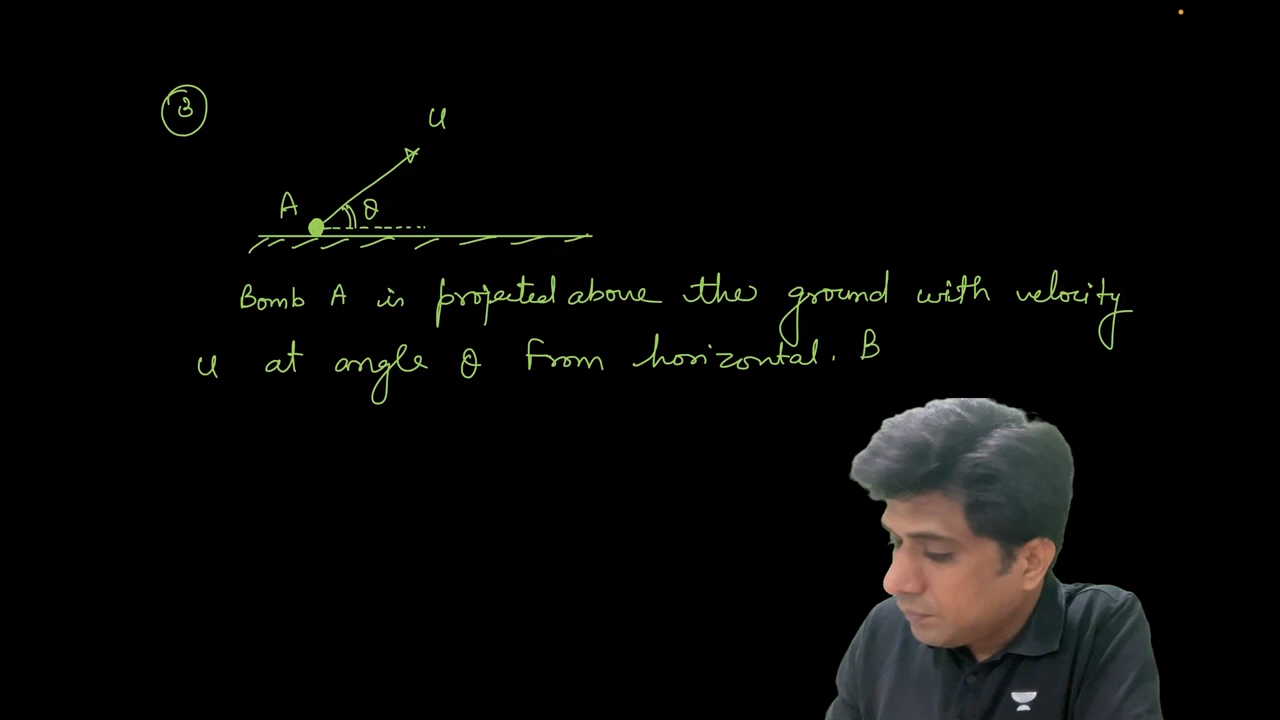 3
u
A
θ
Bomb A is projected above the ground with velocity
u at angle θ from horizontal. B